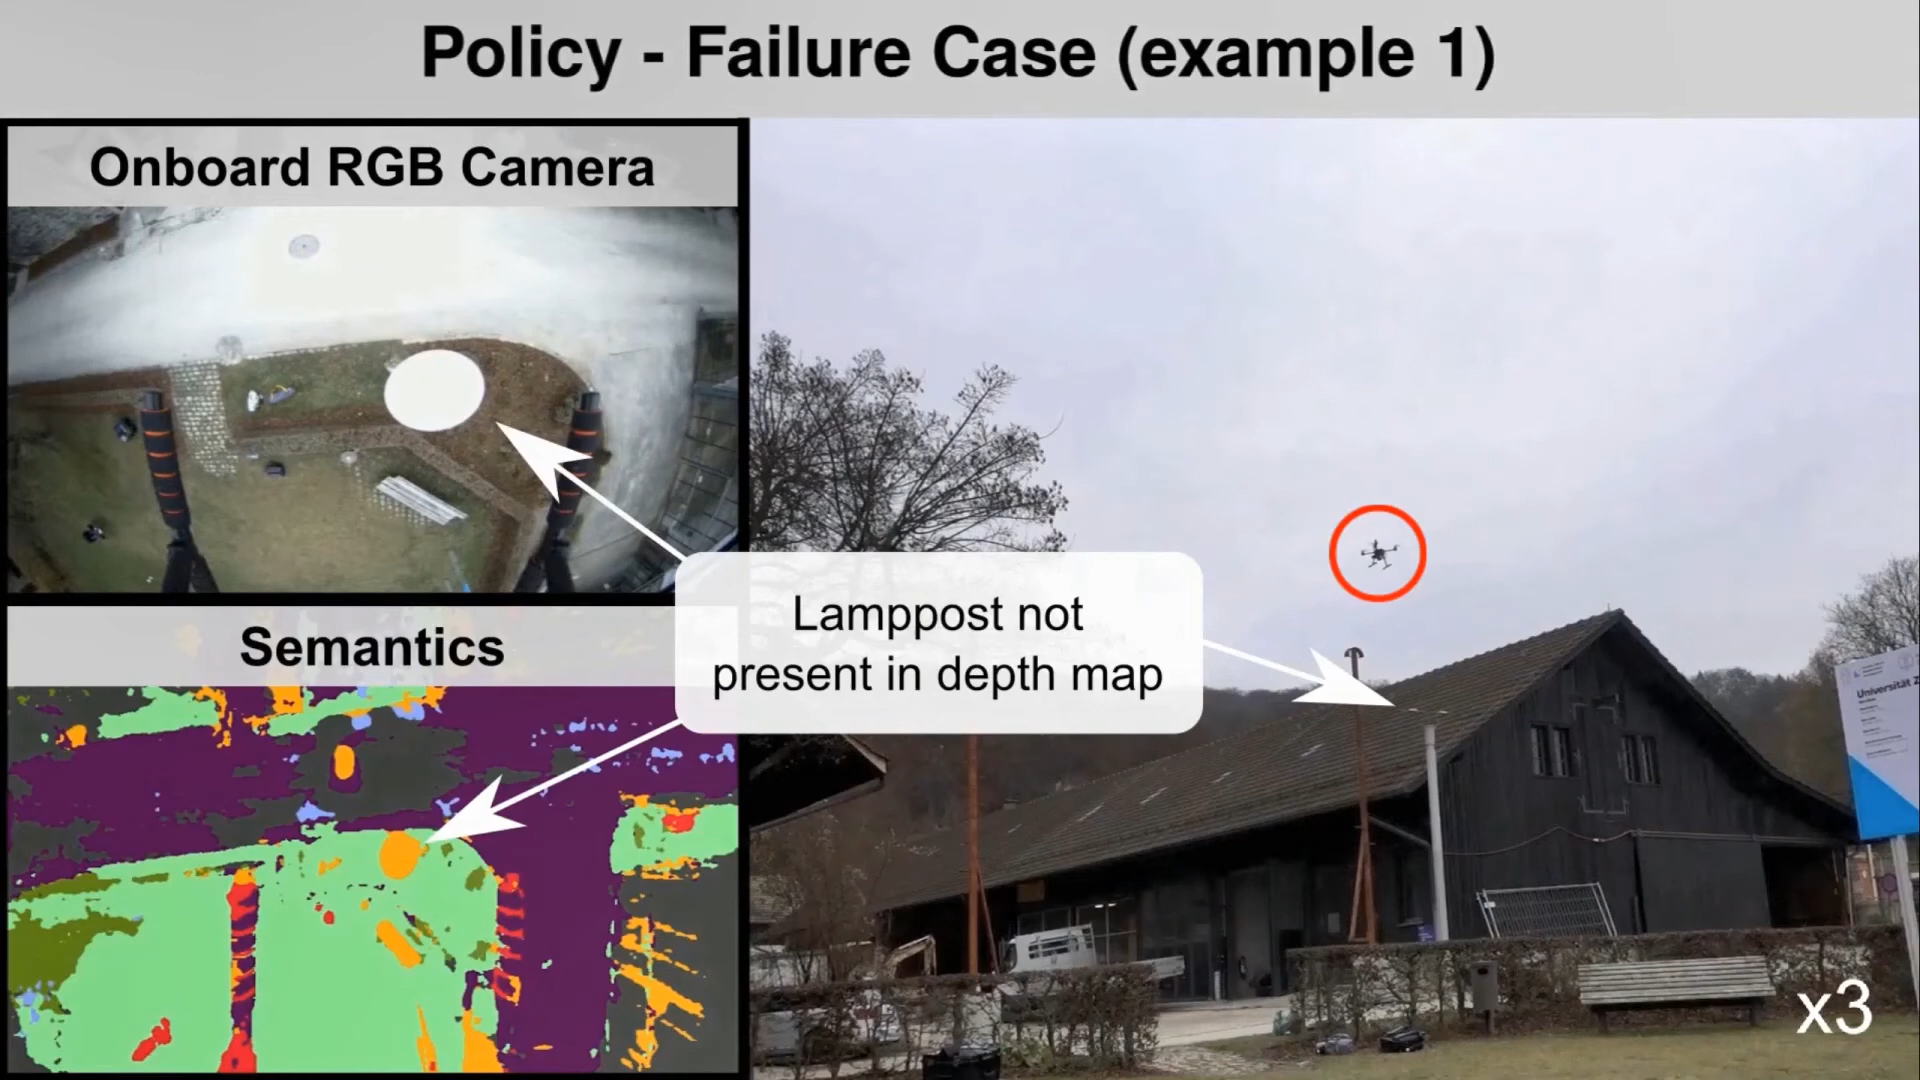 Policy - Failure Case (example 1)
Onboard RGB Camera
Lamppost not
present in depth map
Semantics
Universität
x3